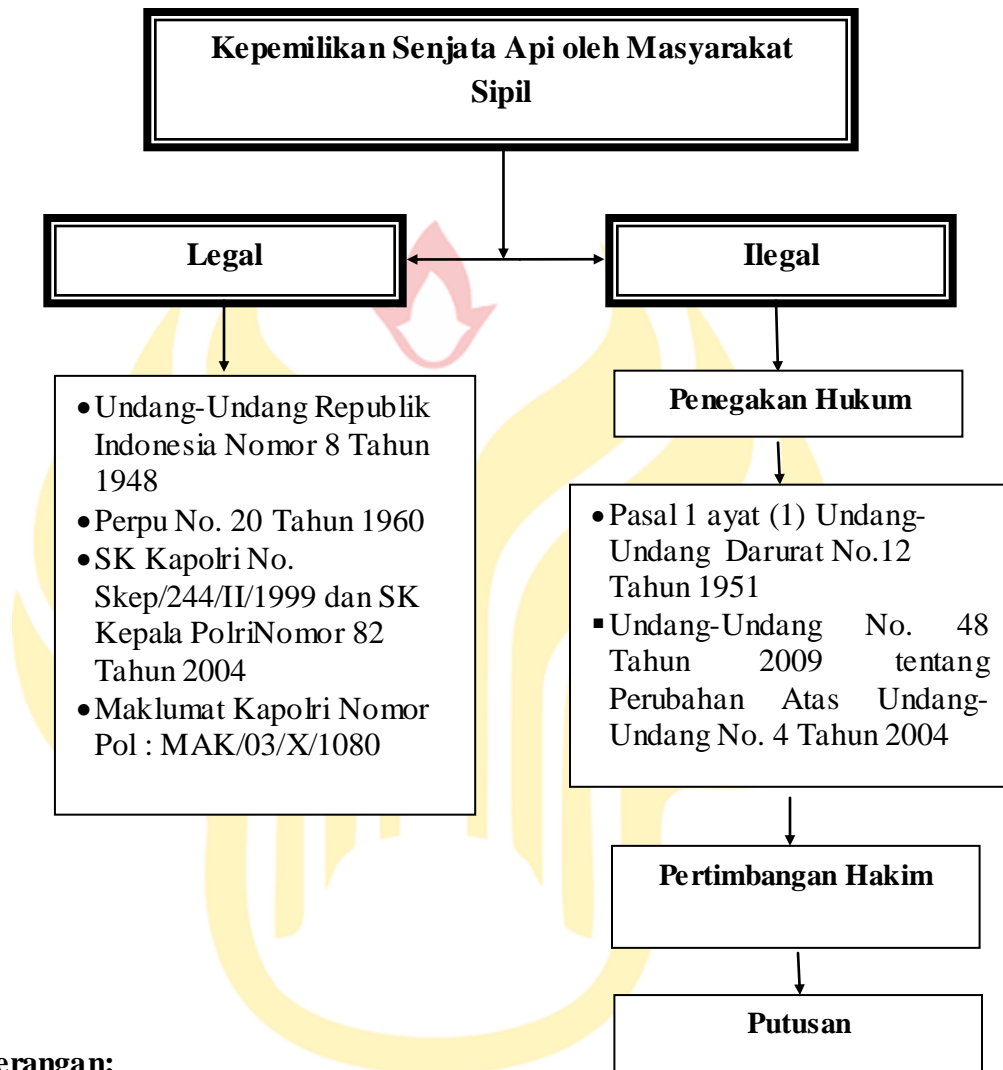 Kepemilikan Senjata Api oleh Masyarakat
Sipil
Legal
Ilegal
•Undang-Undang Republik
Indonesia Nomor 8 Tahun
1948
•Perpu No. 20 Tahun 1960
•SK Kapolri No.
Skep/244/II/1999 dan SK
Kepala PolriNomor 82
Tahun 2004
•Maklumat Kapolri Nomor
Pol : MAK/03/X/1080
Penegakan Hukum
•Pasal 1 ayat (1) Undang-
Undang Darurat No.12
Tahun 1951
▪Undang-Undang No. 48
Tahun 2009 tentang
Perubahan Atas Undang-
Undang No. 4 Tahun 2004
Pertimbangan Hakim
Putusan
erangan: